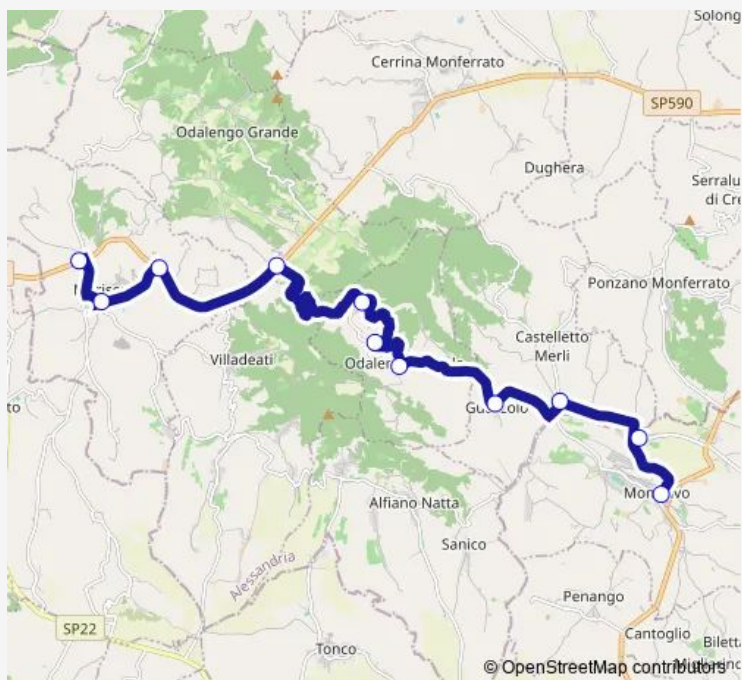 Solong
Cerrina Monferrato
SP590
Odalengo Grande
Dughera
Serralu
di Cre
Ponzano Monferrato
Castelletto
Merli
Villadeati
Alfiano Natta
Sanico
Alessandria
Penango
SP22
Cantoglio
Tonco
Biletta
© OpenStreetMap contributors